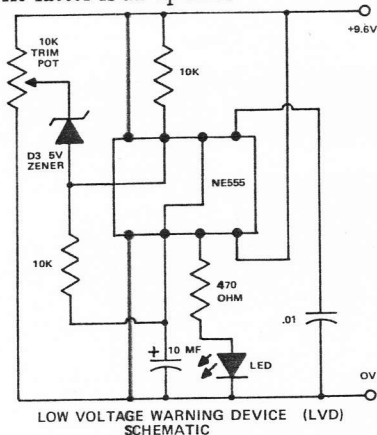 +9.6V
10K
TRIM
POT
10K
D3 5V
ZENER
NE555
10K
470
OHM
.01
+
10 MF
LED
OV
LOW VOLTAGE WARNING DEVICE (LVD)
SCHEMATIC